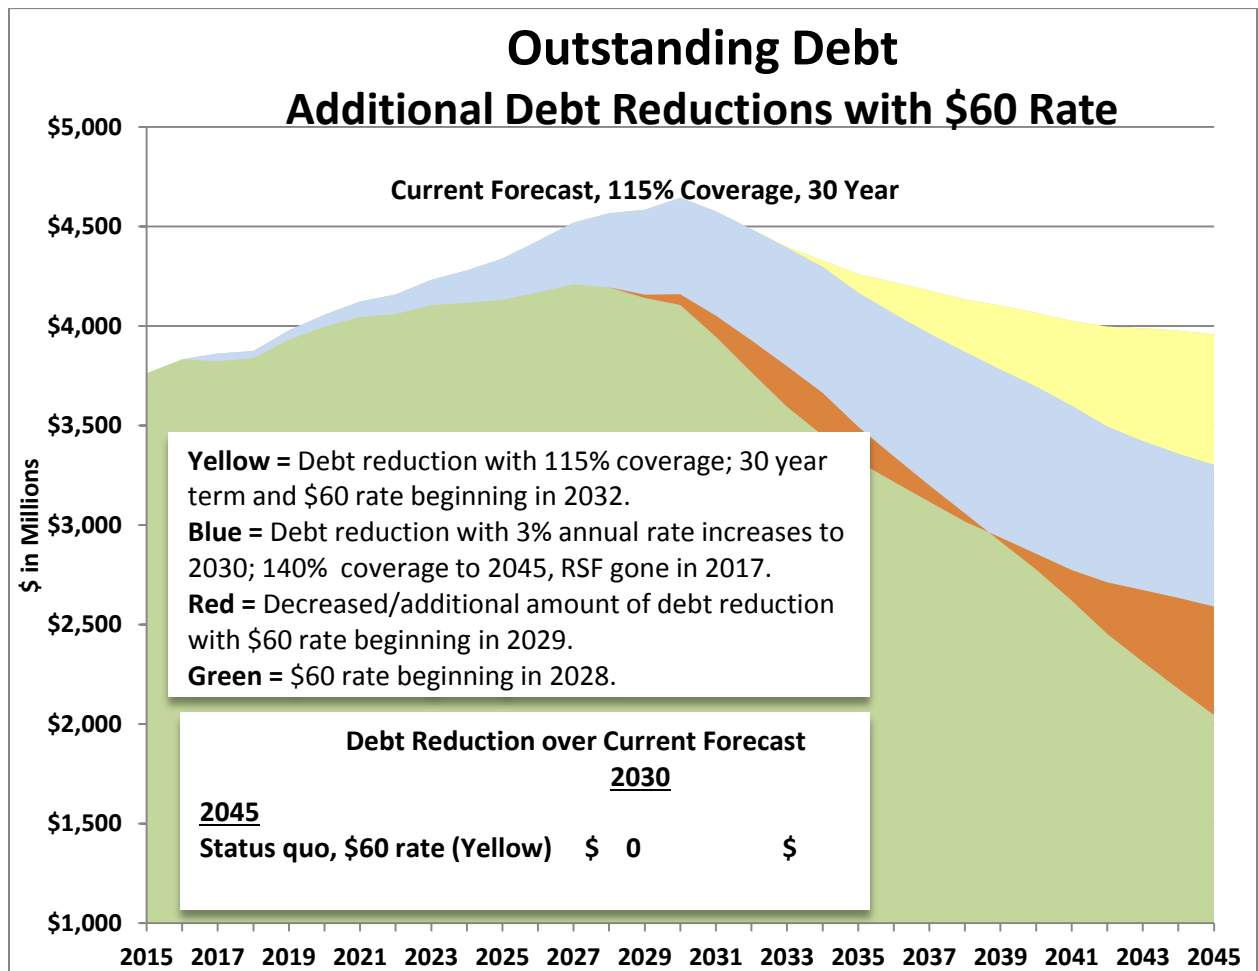 Outstanding Debt
Additional Debt Reductions with $60 Rate
$5,000
$4,500
$4,000
$3,500
$3,000
$2,500
$2,000
$1,500
$1,000
$ in Millions
Current Forecast, 115% Coverage, 30 Year
Yellow = Debt reduction with 115% coverage; 30 year
term and $60 rate beginning in 2032.
Blue = Debt reduction with 3% annual rate increases to
2030; 140% coverage to 2045, RSF gone in 2017.
Red = Decreased/additional amount of debt reduction
with $60 rate beginning in 2029.
Green = $60 rate beginning in 2028.
Debt Reduction over Current Forecast
2030
2045
Status quo, $60 rate (Yellow) $ 0 $
2015 2017 2019 2021 2023 2025 2027 2029 2031 2033 2035 2037 2039 2041 2043 2045